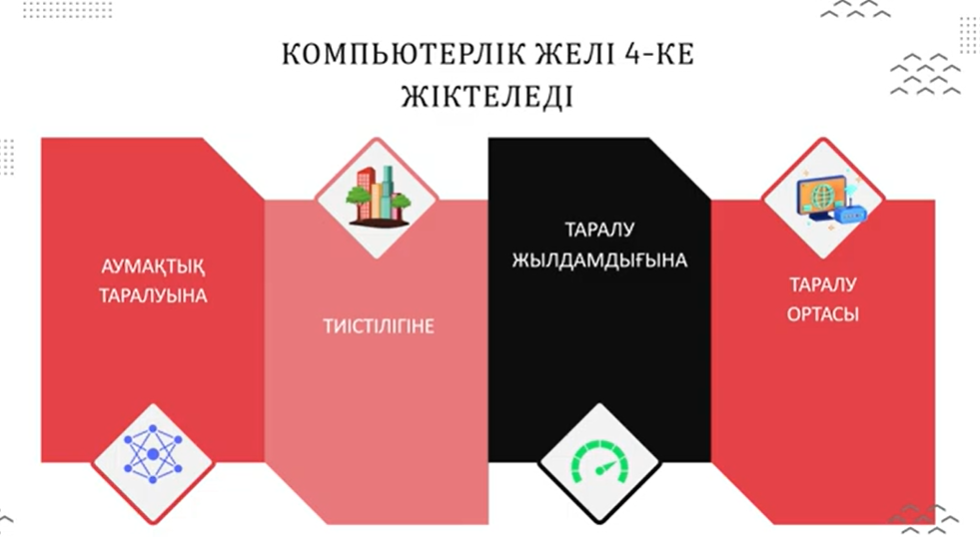 КОМПЬЮТЕРЛІК ЖЕЛІ 4-КЕ
ЖІКТЕЛЕДІ
АУМАҚТЫҚ
ТАРАЛУЫНА
ТИІСТІЛІГІНЕ
ТАРАЛУ
ЖЫЛДАМДЫҒЫНА
ТАРАЛУ
ОРТАСЫ